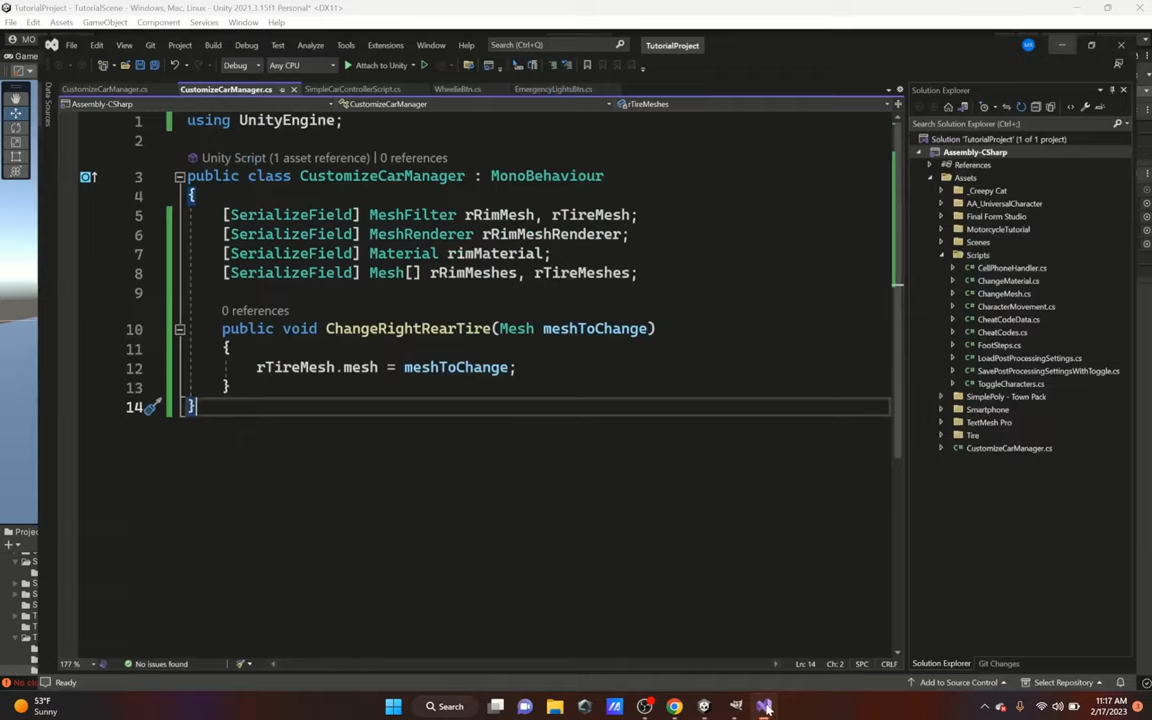 TutorialProject - TutorialScene - Windows, Mac, Linux - Unity 2021.3.15f1 Personal* <DX11>
File Edit Assets GameObject Component Services Window Help
MO
File Edit View Git Project Build Debug Test Analyze Tools Extensions Window Help Search (Ctrl+Q) TutorialProject MR
Game
Debug Any CPU Attach to Unity
CustomizeCarManager.cs CustomizeCarManager.cs SimpleCarControllerScript.cs WheelieBtn.cs EmergencyLightsBtn.cs
Data Sources
Assembly-CSharp CustomizeCarManager rTireMeshes
1 using UnityEngine;
2
Unity Script (1 asset reference) | 0 references
3 public class CustomizeCarManager : MonoBehaviour
4 {
5 [SerializeField] MeshFilter rRimMesh, rTireMesh;
6 [SerializeField] MeshRenderer rRimMeshRenderer;
7 [SerializeField] Material rimMaterial;
8 [SerializeField] Mesh[] rRimMeshes, rTireMeshes;
9
0 references
10 public void ChangeRightRearTire(Mesh meshToChange)
11 {
12 rTireMesh.mesh = meshToChange;
13 }
14 }
Solution Explorer
Search Solution Explorer (Ctrl+;)
Solution 'TutorialProject' (1 of 1 project)
Assembly-CSharp
References
Assets
_Creepy Cat
AA_UniversalCharacter
Final Form Studio
MotorcycleTutorial
Scenes
Scripts
CellPhoneHandler.cs
ChangeMaterial.cs
ChangeMesh.cs
CharacterMovement.cs
CheatCodeData.cs
CheatCodes.cs
FootSteps.cs
LoadPostProcessingSettings.cs
SavePostProcessingSettingsWithToggle.cs
ToggleCharacters.cs
SimplePoly - Town Pack
Smartphone
TextMesh Pro
Tire
CustomizeCarManager.cs
Projec
177 % No issues found Ln: 14 Ch: 2 SPC CRLF
Solution Explorer Git Changes
Ready Add to Source Control Select Repository
53°F
Sunny
Search
11:17 AM
2/17/2023
3